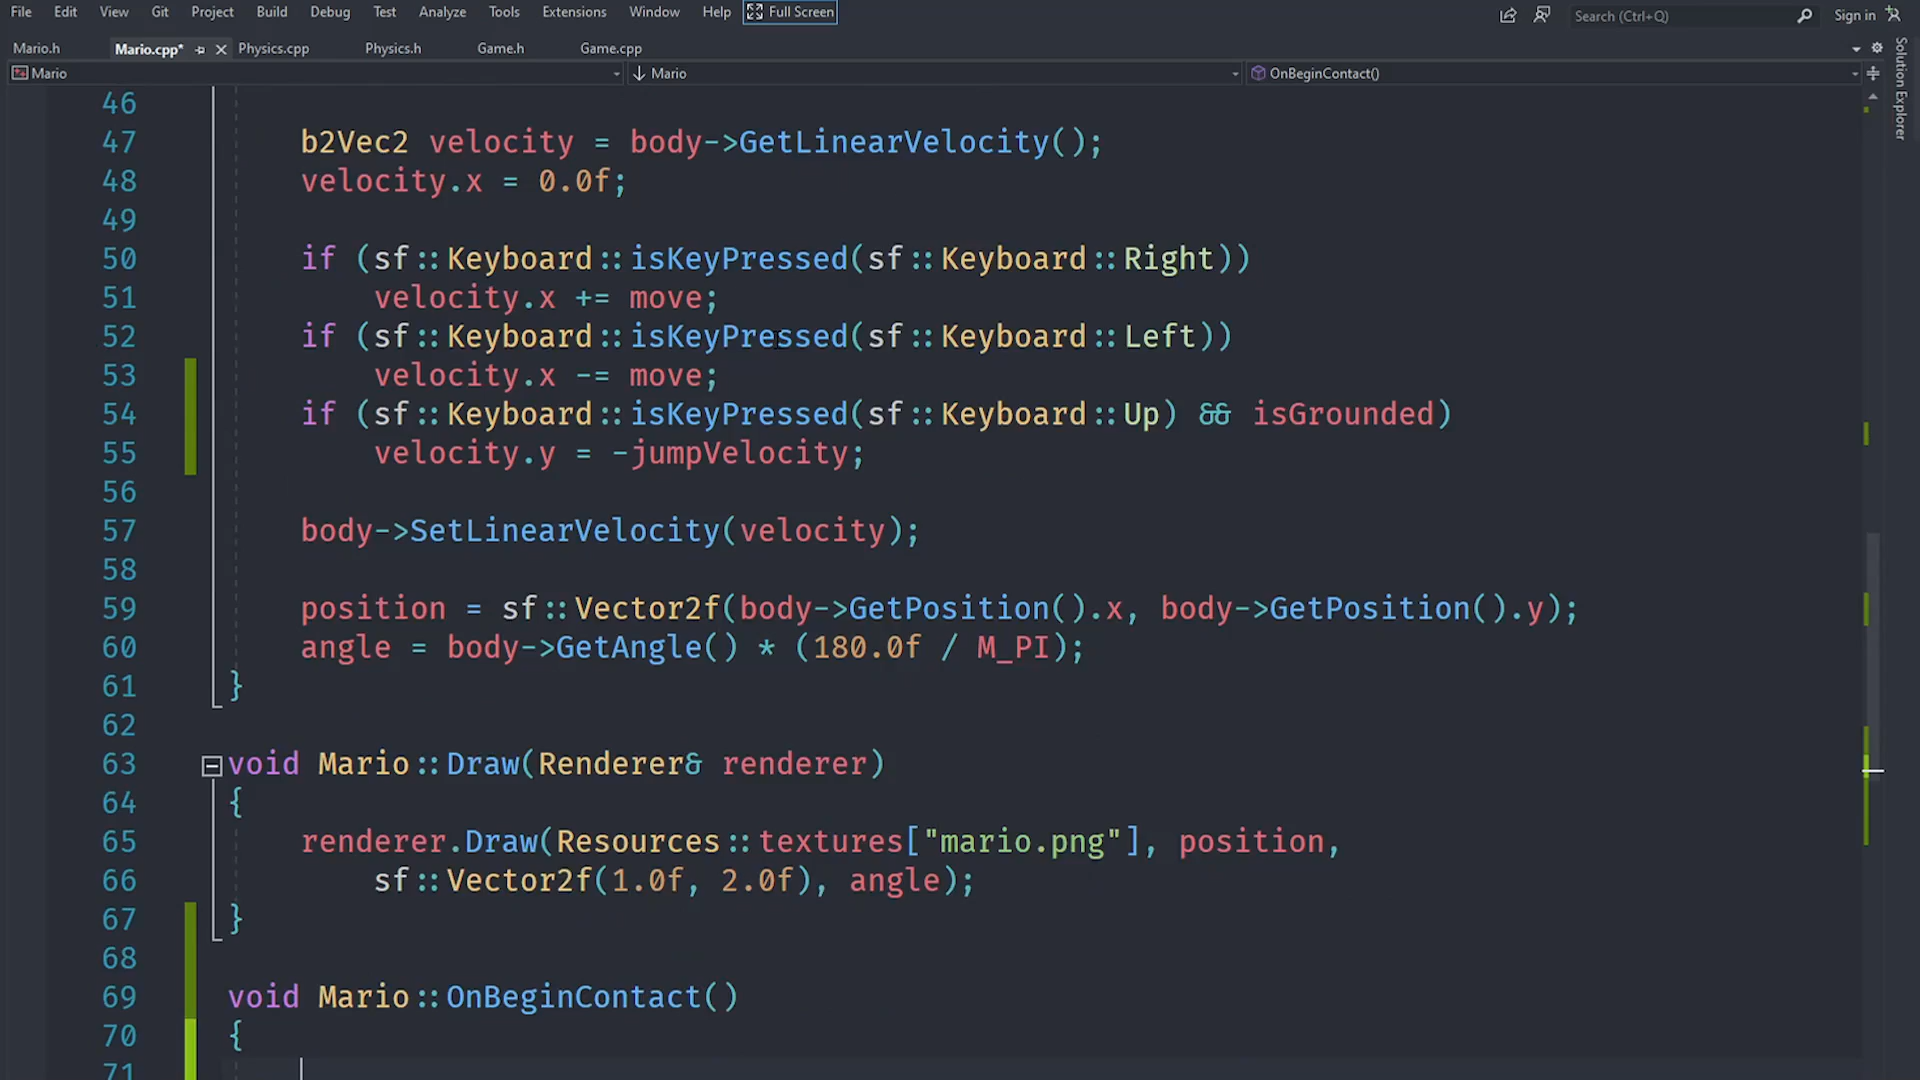 File Edit View Git Project Build Debug Test Analyze Tools Extensions Window Help Full Screen Search (Ctrl+Q) Sign in
Mario.h Mario.cpp* Physics.cpp Physics.h Game.h Game.cpp
Mario Mario OnBeginContact()
Solution Explorer
46
47 b2Vec2 velocity = body->GetLinearVelocity();
48 velocity.x = 0.0f;
49
50 if (sf::Keyboard::isKeyPressed(sf::Keyboard::Right))
51 velocity.x += move;
52 if (sf::Keyboard::isKeyPressed(sf::Keyboard::Left))
53 velocity.x -= move;
54 if (sf::Keyboard::isKeyPressed(sf::Keyboard::Up) && isGrounded)
55 velocity.y = -jumpVelocity;
56
57 body->SetLinearVelocity(velocity);
58
59 position = sf::Vector2f(body->GetPosition().x, body->GetPosition().y);
60 angle = body->GetAngle() * (180.0f / M_PI);
61 }
62
63 void Mario::Draw(Renderer& renderer)
64 {
65 renderer.Draw(Resources::textures["mario.png"], position,
66 sf::Vector2f(1.0f, 2.0f), angle);
67 }
68
69 void Mario::OnBeginContact()
70 {
71